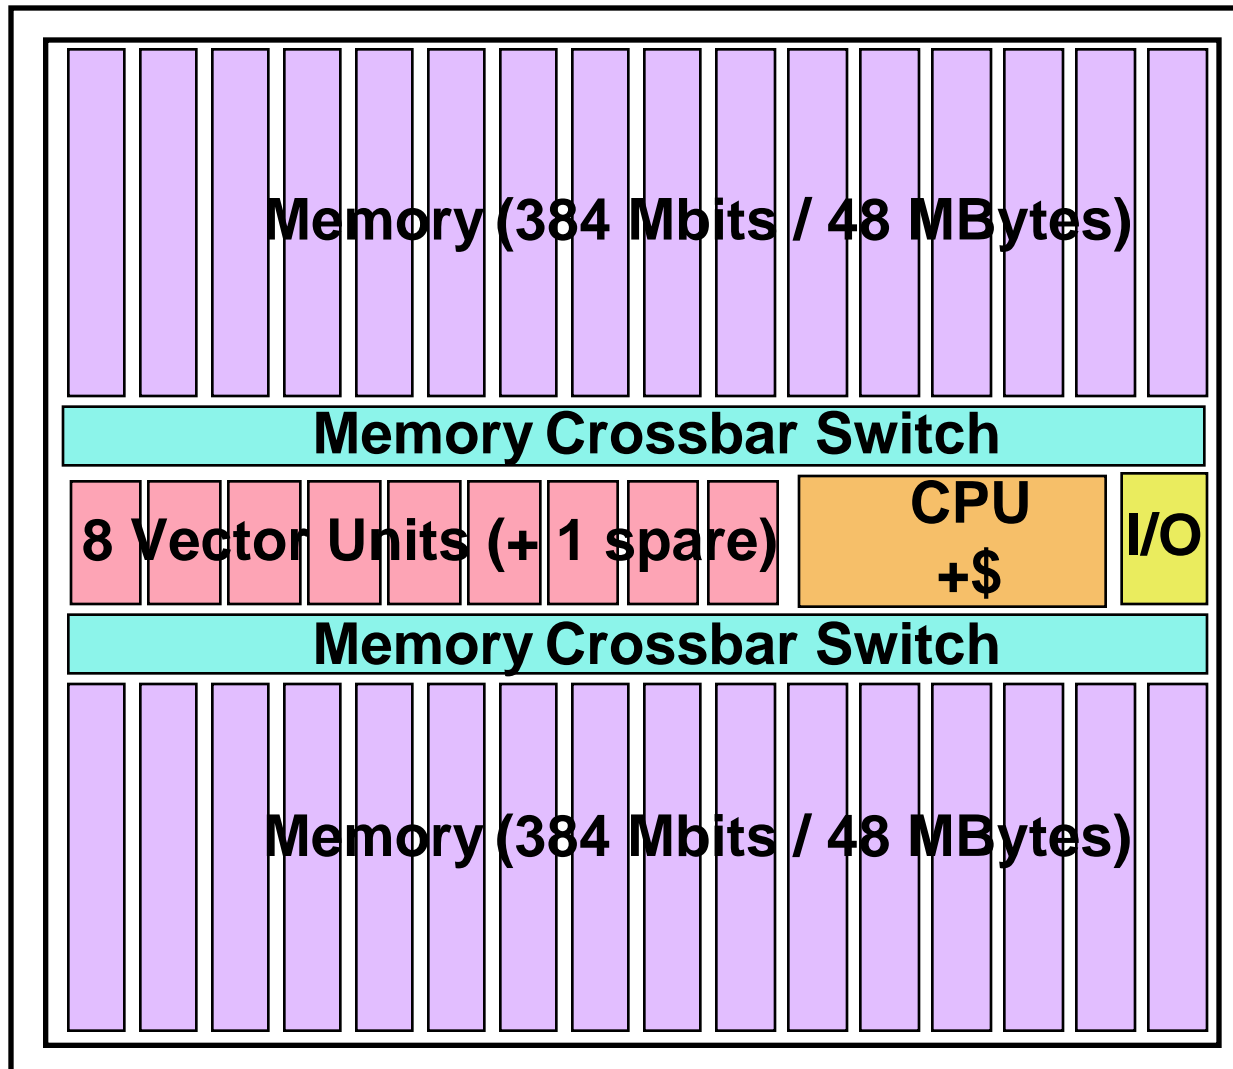 Memory (384 Mbits / 48 MBytes)
Memory Crossbar Switch
8 Vector Units (+ 1 spare)
CPU
+$
I/O
Memory Crossbar Switch
Memory (384 Mbits / 48 MBytes)